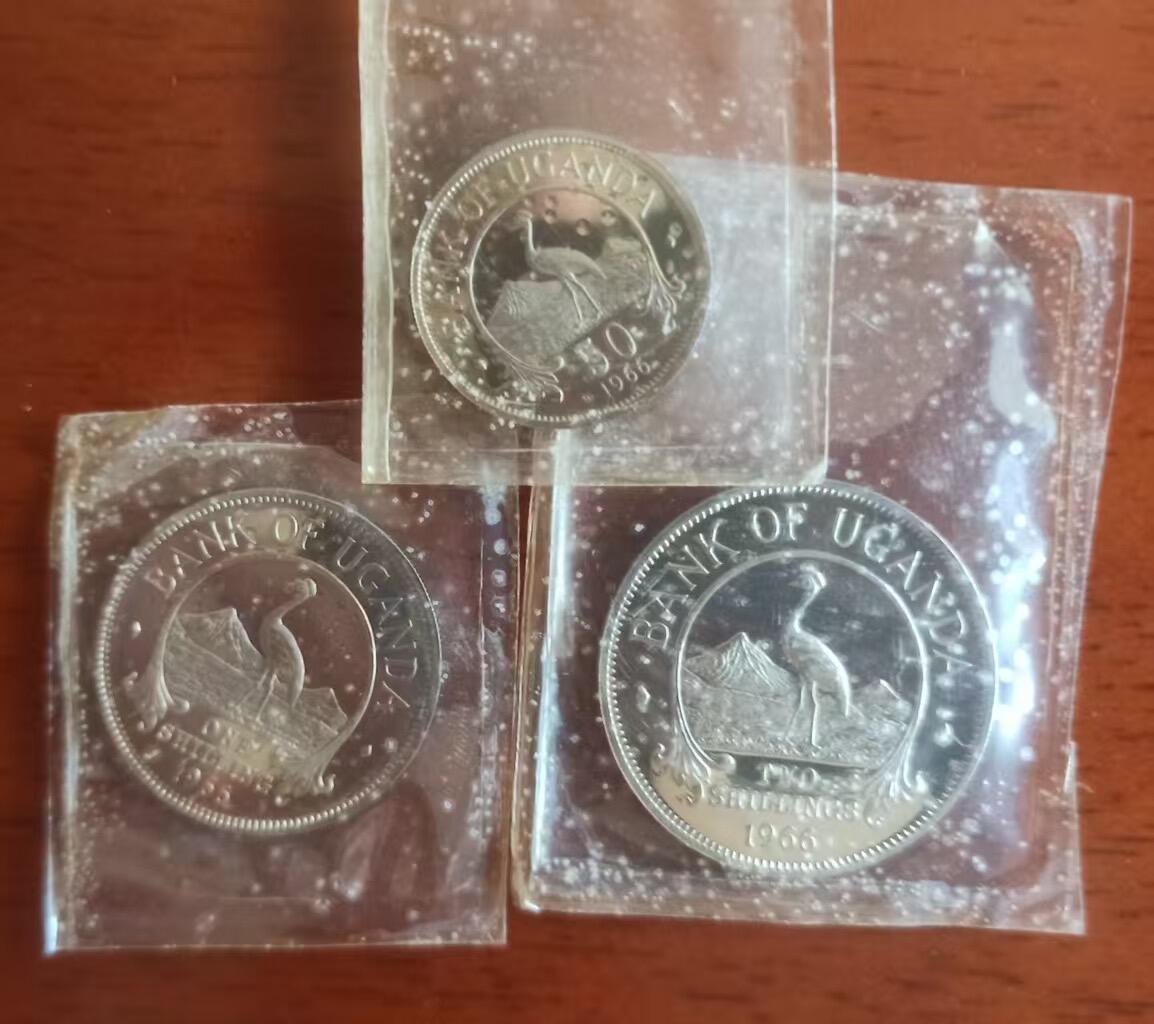 BANK OF UGANDA
50
1966
BANK OF UGANDA
ONE
SHILLING
BANK OF UGANDA
TWO
SHILLINGS
1966